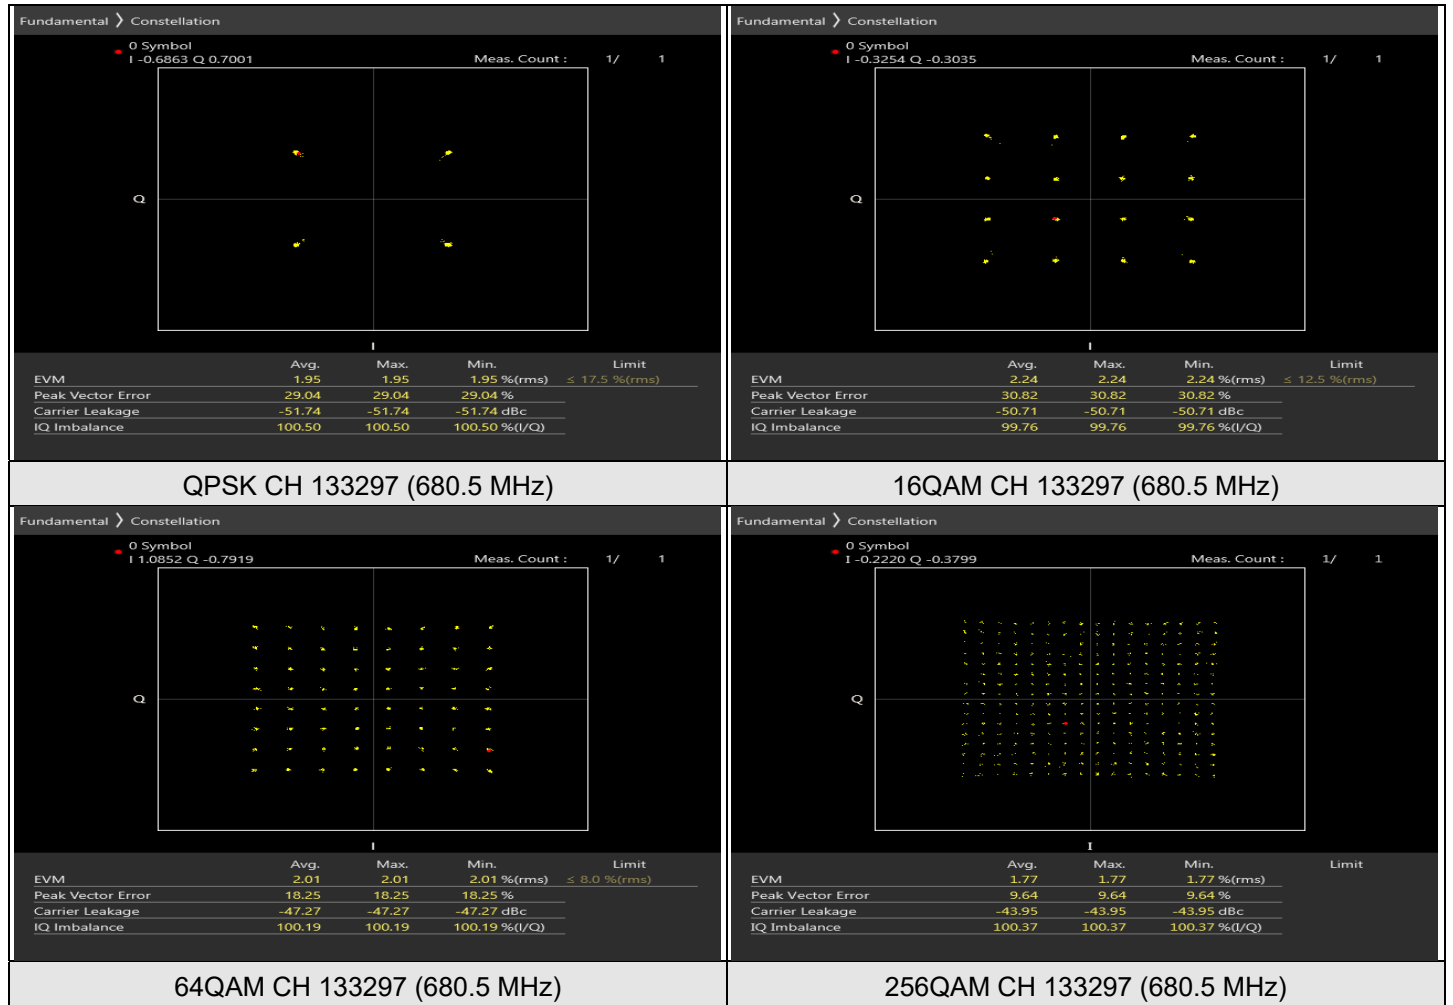 Fundamental ❯ Constellation
0 Symbol
I -0.6863 Q 0.7001 Meas. Count : 1/ 1
Q
I
Avg. Max. Min. Limit
EVM 1.95 1.95 1.95 %(rms) ≤ 17.5 %(rms)
Peak Vector Error 29.04 29.04 29.04 %
Carrier Leakage -51.74 -51.74 -51.74 dBc
IQ Imbalance 100.50 100.50 100.50 %(I/Q)
QPSK CH 133297 (680.5 MHz)
Fundamental ❯ Constellation
0 Symbol
I -0.3254 Q -0.3035 Meas. Count : 1/ 1
Q
I
Avg. Max. Min. Limit
EVM 2.24 2.24 2.24 %(rms) ≤ 12.5 %(rms)
Peak Vector Error 30.82 30.82 30.82 %
Carrier Leakage -50.71 -50.71 -50.71 dBc
IQ Imbalance 99.76 99.76 99.76 %(I/Q)
16QAM CH 133297 (680.5 MHz)
Fundamental ❯ Constellation
0 Symbol
I 1.0852 Q -0.7919 Meas. Count : 1/ 1
Q
I
Avg. Max. Min. Limit
EVM 2.01 2.01 2.01 %(rms) ≤ 8.0 %(rms)
Peak Vector Error 18.25 18.25 18.25 %
Carrier Leakage -47.27 -47.27 -47.27 dBc
IQ Imbalance 100.19 100.19 100.19 %(I/Q)
64QAM CH 133297 (680.5 MHz)
Fundamental ❯ Constellation
0 Symbol
I -0.2220 Q -0.3799 Meas. Count : 1/ 1
Q
I
Avg. Max. Min. Limit
EVM 1.77 1.77 1.77 %(rms)
Peak Vector Error 9.64 9.64 9.64 %
Carrier Leakage -43.95 -43.95 -43.95 dBc
IQ Imbalance 100.37 100.37 100.37 %(I/Q)
256QAM CH 133297 (680.5 MHz)